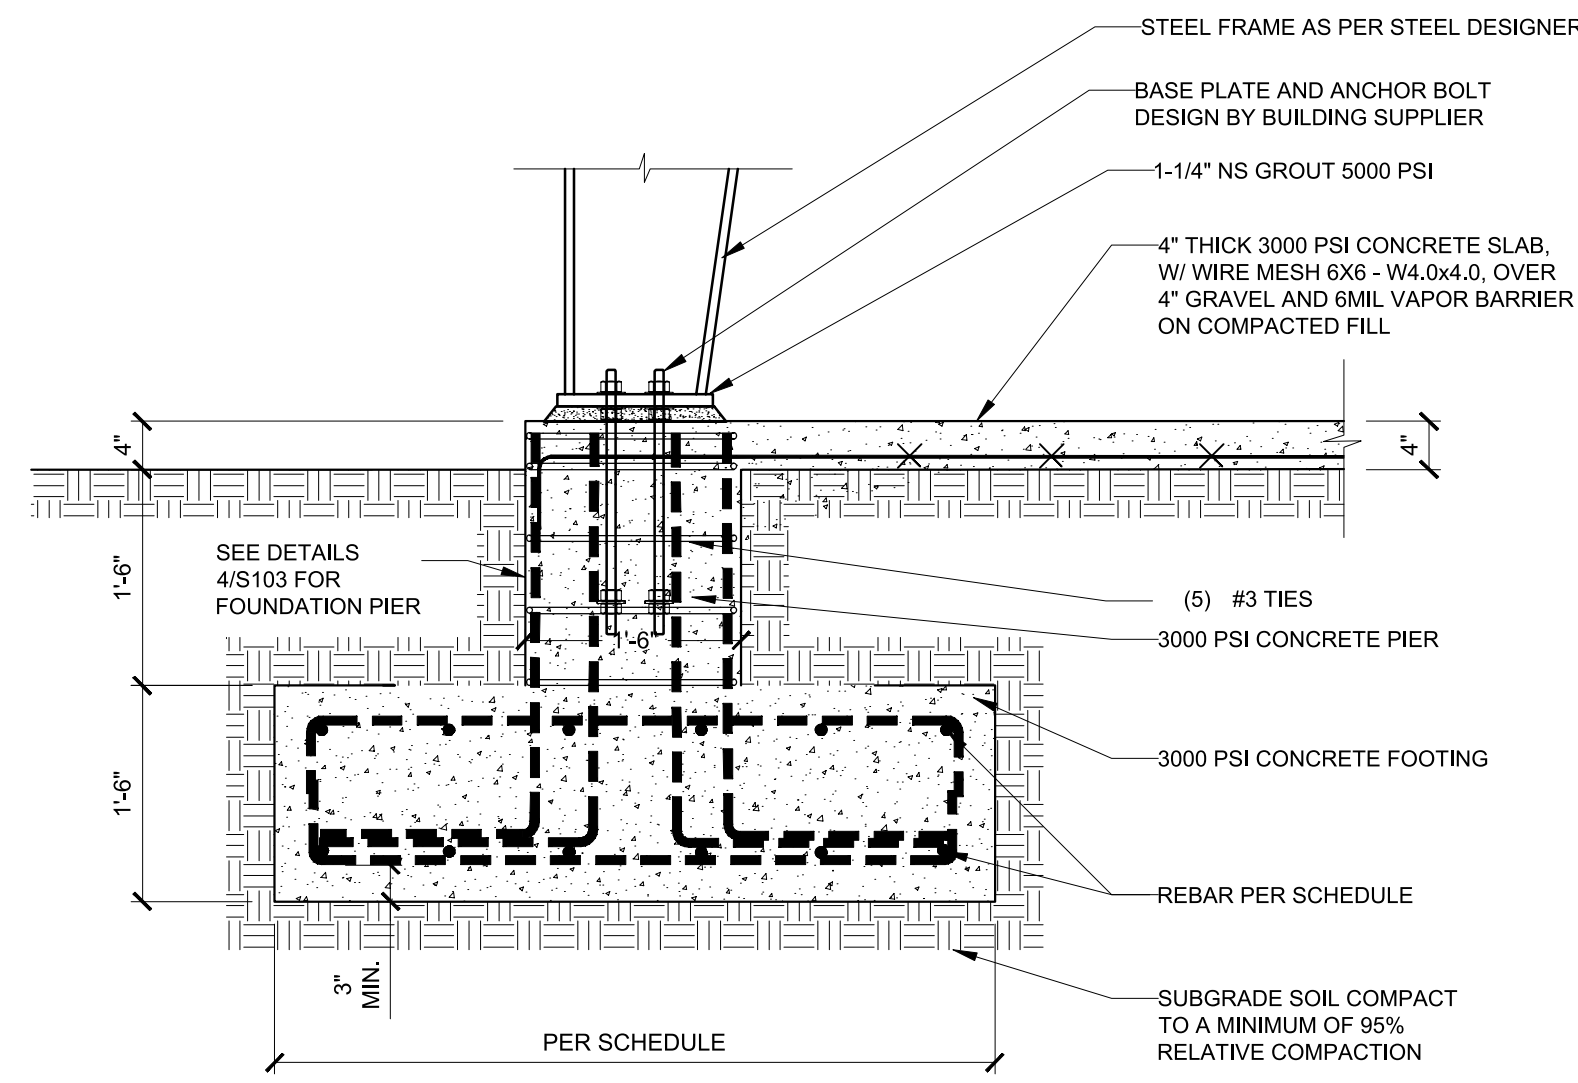 STEEL FRAME AS PER STEEL DESIGNER
BASE PLATE AND ANCHOR BOLT
DESIGN BY BUILDING SUPPLIER
1-1/4" NS GROUT 5000 PSI
4" THICK 3000 PSI CONCRETE SLAB,
W/ WIRE MESH 6X6 - W4.0x4.0, OVER
4" GRAVEL AND 6MIL VAPOR BARRIER
ON COMPACTED FILL
4"
4"
1'-6"
SEE DETAILS
4/S103 FOR
FOUNDATION PIER
(5) #3 TIES
1'-6"
3000 PSI CONCRETE PIER
1'-6"
3000 PSI CONCRETE FOOTING
REBAR PER SCHEDULE
3"
MIN.
SUBGRADE SOIL COMPACT
TO A MINIMUM OF 95%
RELATIVE COMPACTION
PER SCHEDULE